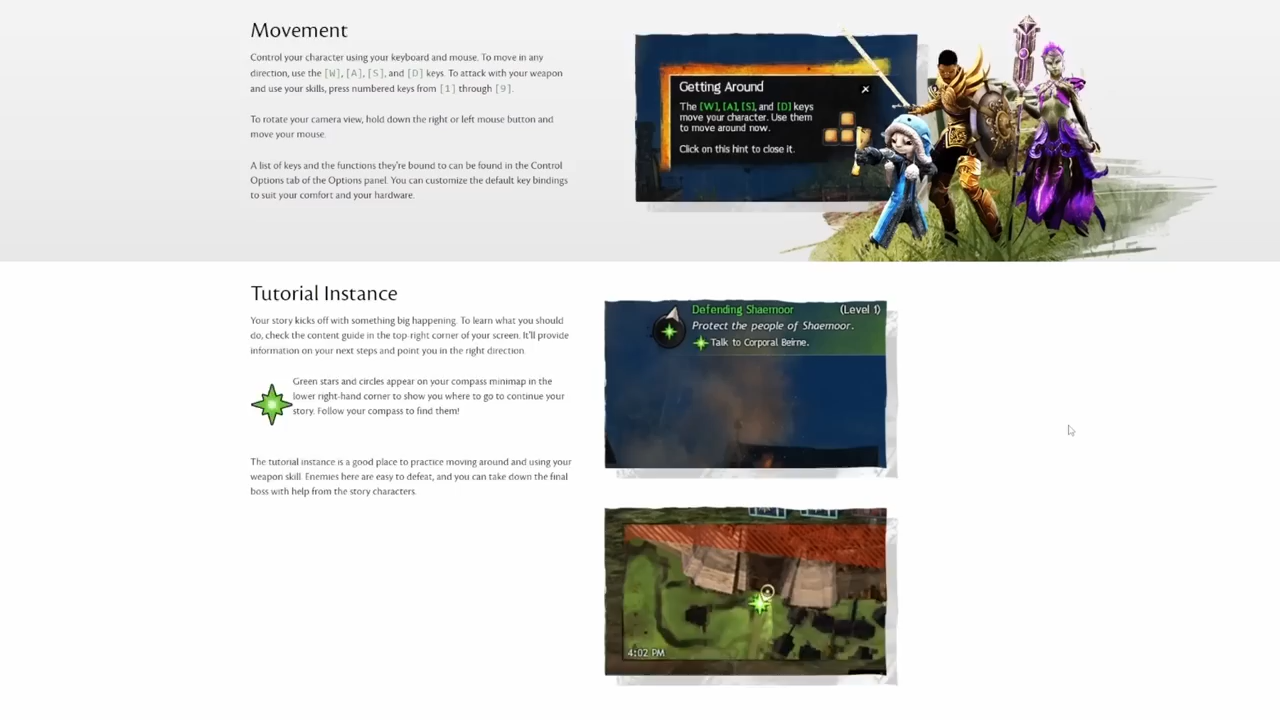 Movement
Control your character using your keyboard and mouse. To move in any
direction, use the [W], [A], [S], and [D] keys. To attack with your weapon
and use your skills, press numbered keys from [1] through [9].
To rotate your camera view, hold down the right or left mouse button and
move your mouse.
A list of keys and the functions they're bound to can be found in the Control
Options tab of the Options panel. You can customize the default key bindings
to suit your comfort and your hardware.
Getting Around
The [W], [A], [S], and [D] keys
move your character. Use them
to move around now.
Click on this hint to close it.
Tutorial Instance
Your story kicks off with something big happening. To learn what you should
do, check the content guide in the top-right corner of your screen. It'll provide
information on your next steps and point you in the right direction.
Green stars and circles appear on your compass minimap in the
lower right-hand corner to show you where to go to continue your
story. Follow your compass to find them!
The tutorial instance is a good place to practice moving around and using your
weapon skill. Enemies here are easy to defeat, and you can take down the final
boss with help from the story characters.
Defending Shaemoor (Level 1)
Protect the people of Shaemoor.
Talk to Corporal Beirne.
4:02 PM